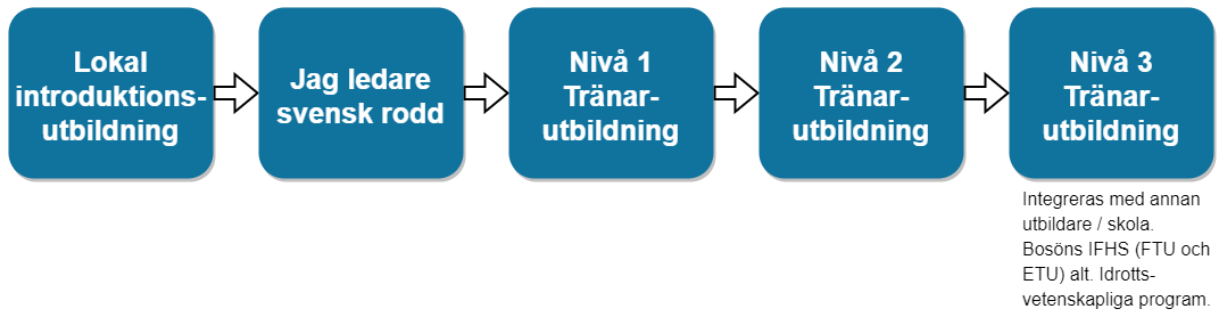 Lokal
introduktions-
utbildning
Jag ledare
svensk rodd
Nivå 1
Tränar-
utbildning
Nivå 2
Tränar-
utbildning
Nivå 3
Tränar-
utbildning
Integreras med annan
utbildare / skola.
Bosöns IFHS (FTU och
ETU) alt. Idrotts-
vetenskapliga program.